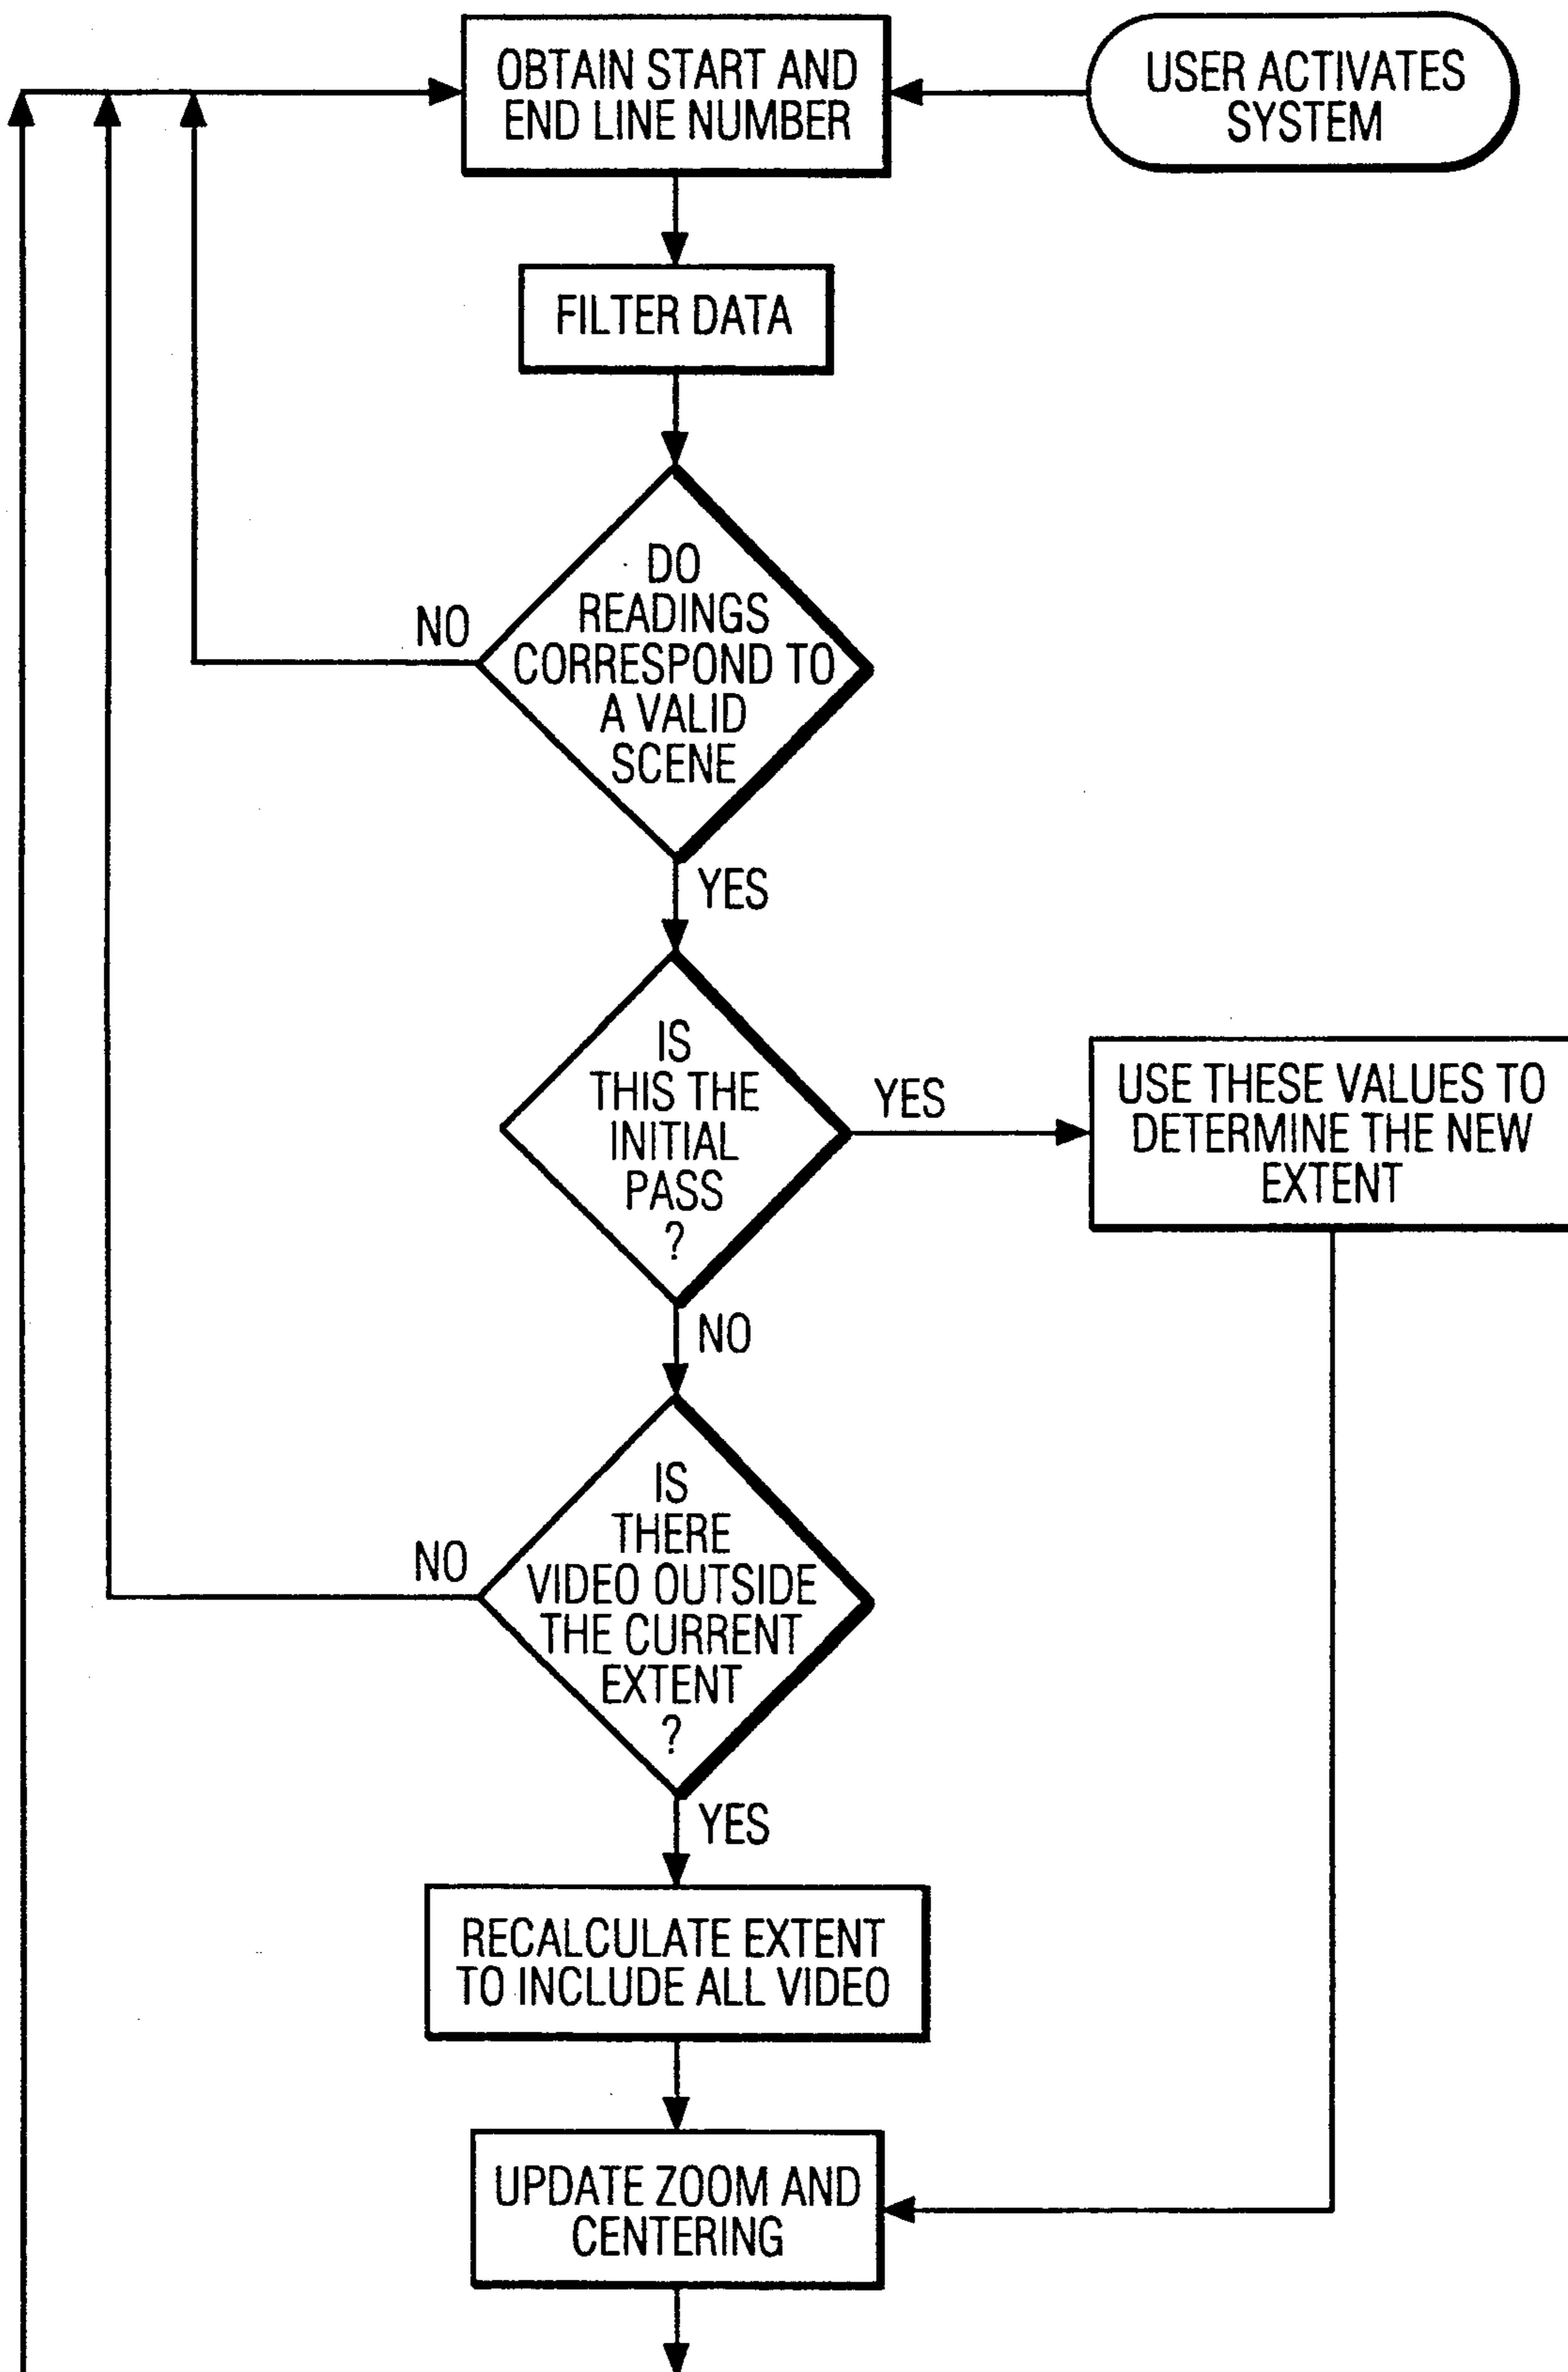 OBTAIN START AND
END LINE NUMBER
USER ACTIVATES
SYSTEM
FILTER DATA
DO
READINGS
CORRESPOND TO
A VALID
SCENE
NO
YES
IS
THIS THE
INITIAL
PASS
?
YES
USE THESE VALUES TO
DETERMINE THE NEW
EXTENT
NO
IS
THERE
VIDEO OUTSIDE
THE CURRENT
EXTENT
?
NO
YES
RECALCULATE EXTENT
TO INCLUDE ALL VIDEO
UPDATE ZOOM AND
CENTERING